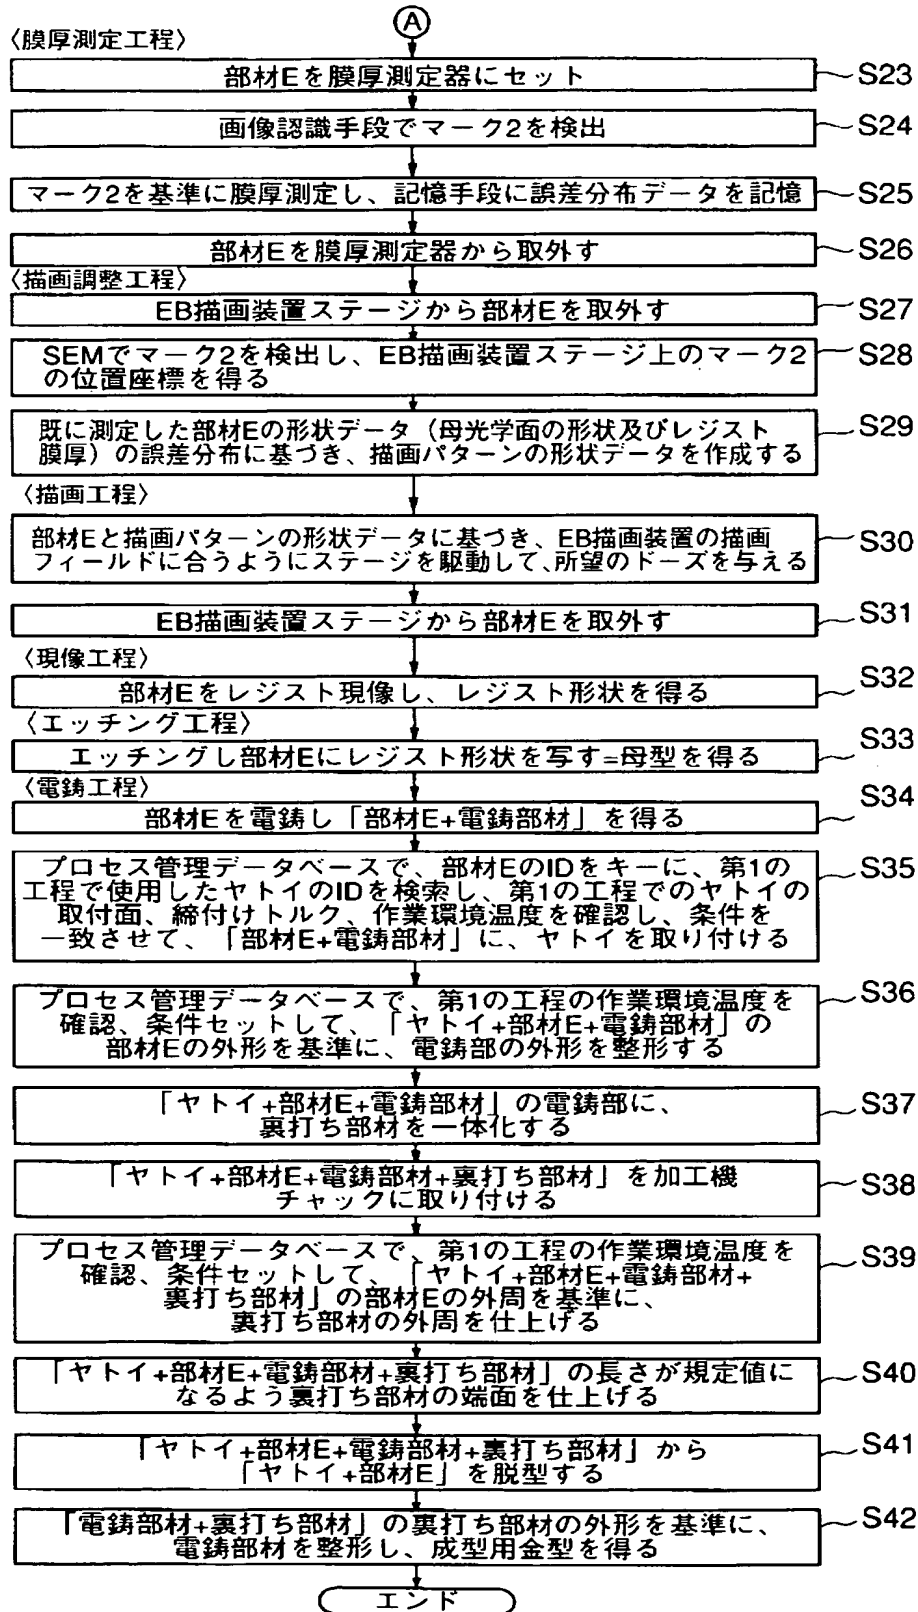 A
〈膜厚測定工程〉
部材Eを膜厚測定器にセット
S23
画像認識手段でマーク2を検出
S24
マーク2を基準に膜厚測定し、記憶手段に誤差分布データを記憶
S25
部材Eを膜厚測定器から取外す
S26
〈描画調整工程〉
EB描画装置ステージから部材Eを取外す
S27
SEMでマーク2を検出し、EB描画装置ステージ上のマーク2
の位置座標を得る
S28
既に測定した部材Eの形状データ（母光学面の形状及びレジスト
膜厚）の誤差分布に基づき、描画パターンの形状データを作成する
S29
〈描画工程〉
部材Eと描画パターンの形状データに基づき、EB描画装置の描画
フィールドに合うようにステージを駆動して、所望のドーズを与える
S30
EB描画装置ステージから部材Eを取外す
S31
〈現像工程〉
部材Eをレジスト現像し、レジスト形状を得る
S32
〈エッチング工程〉
エッチングし部材Eにレジスト形状を写す=母型を得る
S33
〈電鋳工程〉
部材Eを電鋳し「部材E+電鋳部材」を得る
S34
プロセス管理データベースで、部材EのIDをキーに、第1の
工程で使用したヤトイのIDを検索し、第1の工程でのヤトイの
取付面、締付けトルク、作業環境温度を確認し、条件を
一致させて、「部材E+電鋳部材」に、ヤトイを取り付ける
S35
プロセス管理データベースで、第1の工程の作業環境温度を
確認、条件セットして、「ヤトイ+部材E+電鋳部材」の
部材Eの外形を基準に、電鋳部の外形を整形する
S36
「ヤトイ+部材E+電鋳部材」の電鋳部に、
裏打ち部材を一体化する
S37
「ヤトイ+部材E+電鋳部材+裏打ち部材」を加工機
チャックに取り付ける
S38
プロセス管理データベースで、第1の工程の作業環境温度を
確認、条件セットして、「ヤトイ+部材E+電鋳部材+
裏打ち部材」の部材Eの外周を基準に、
裏打ち部材の外周を仕上げる
S39
「ヤトイ+部材E+電鋳部材+裏打ち部材」の長さが規定値に
なるよう裏打ち部材の端面を仕上げる
S40
「ヤトイ+部材E+電鋳部材+裏打ち部材」から
「ヤトイ+部材E」を脱型する
S41
「電鋳部材+裏打ち部材」の裏打ち部材の外形を基準に、
電鋳部材を整形し、成型用金型を得る
S42
エンド